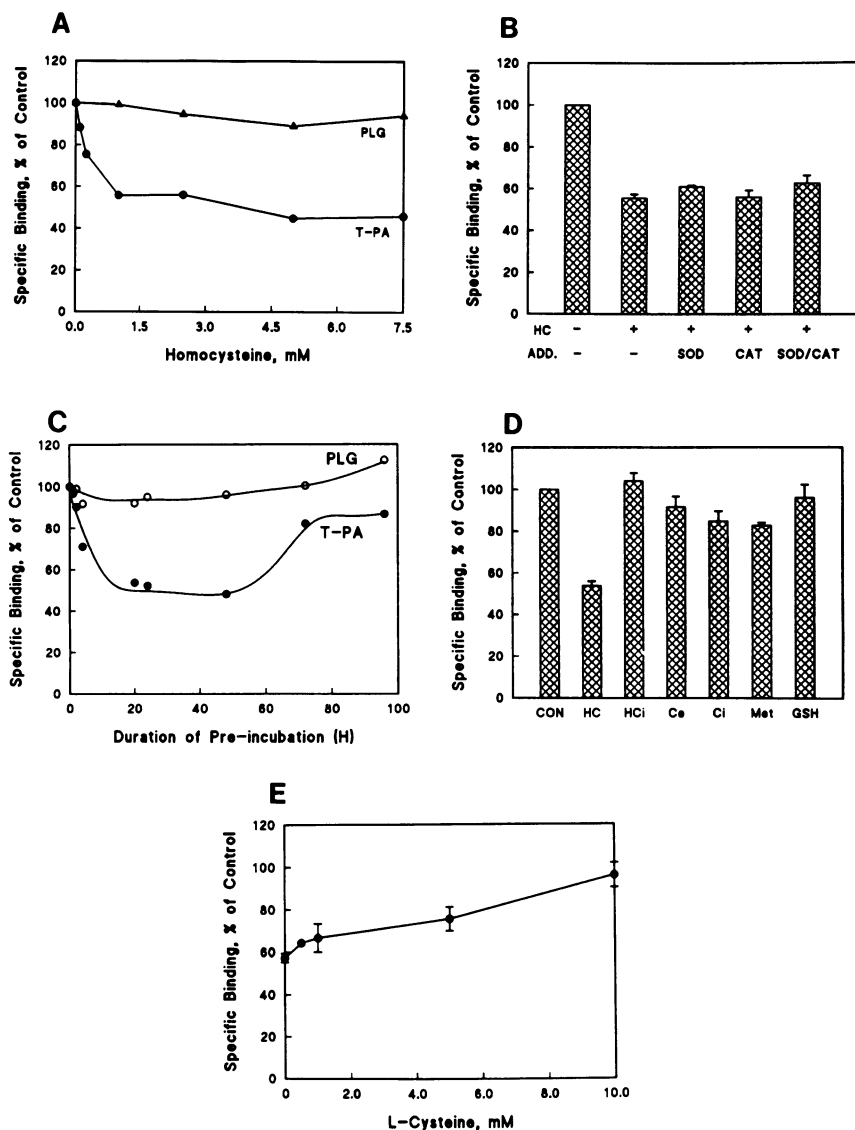 A
Specific Binding, % of Control
120
100
80
60
40
20
0
PLG
T-PA
0.0 1.5 3.0 4.5 6.0 7.5
Homocysteine, mM
B
Specific Binding, % of Control
120
100
80
60
40
20
0
HC - + + + +
ADD. - - SOD CAT SOD/CAT
C
Specific Binding, % of Control
120
100
80
60
40
20
0
PLG
T-PA
0 20 40 60 80 100
Duration of Pre-incubation (H)
D
Specific Binding, % of Control
120
100
80
60
40
20
0
CON HC HCi Ce Ci Met GSH
E
Specific Binding, % of Control
120
100
80
60
40
20
0
0 2.0 4.0 6.0 8.0 10.0
L-Cysteine, mM